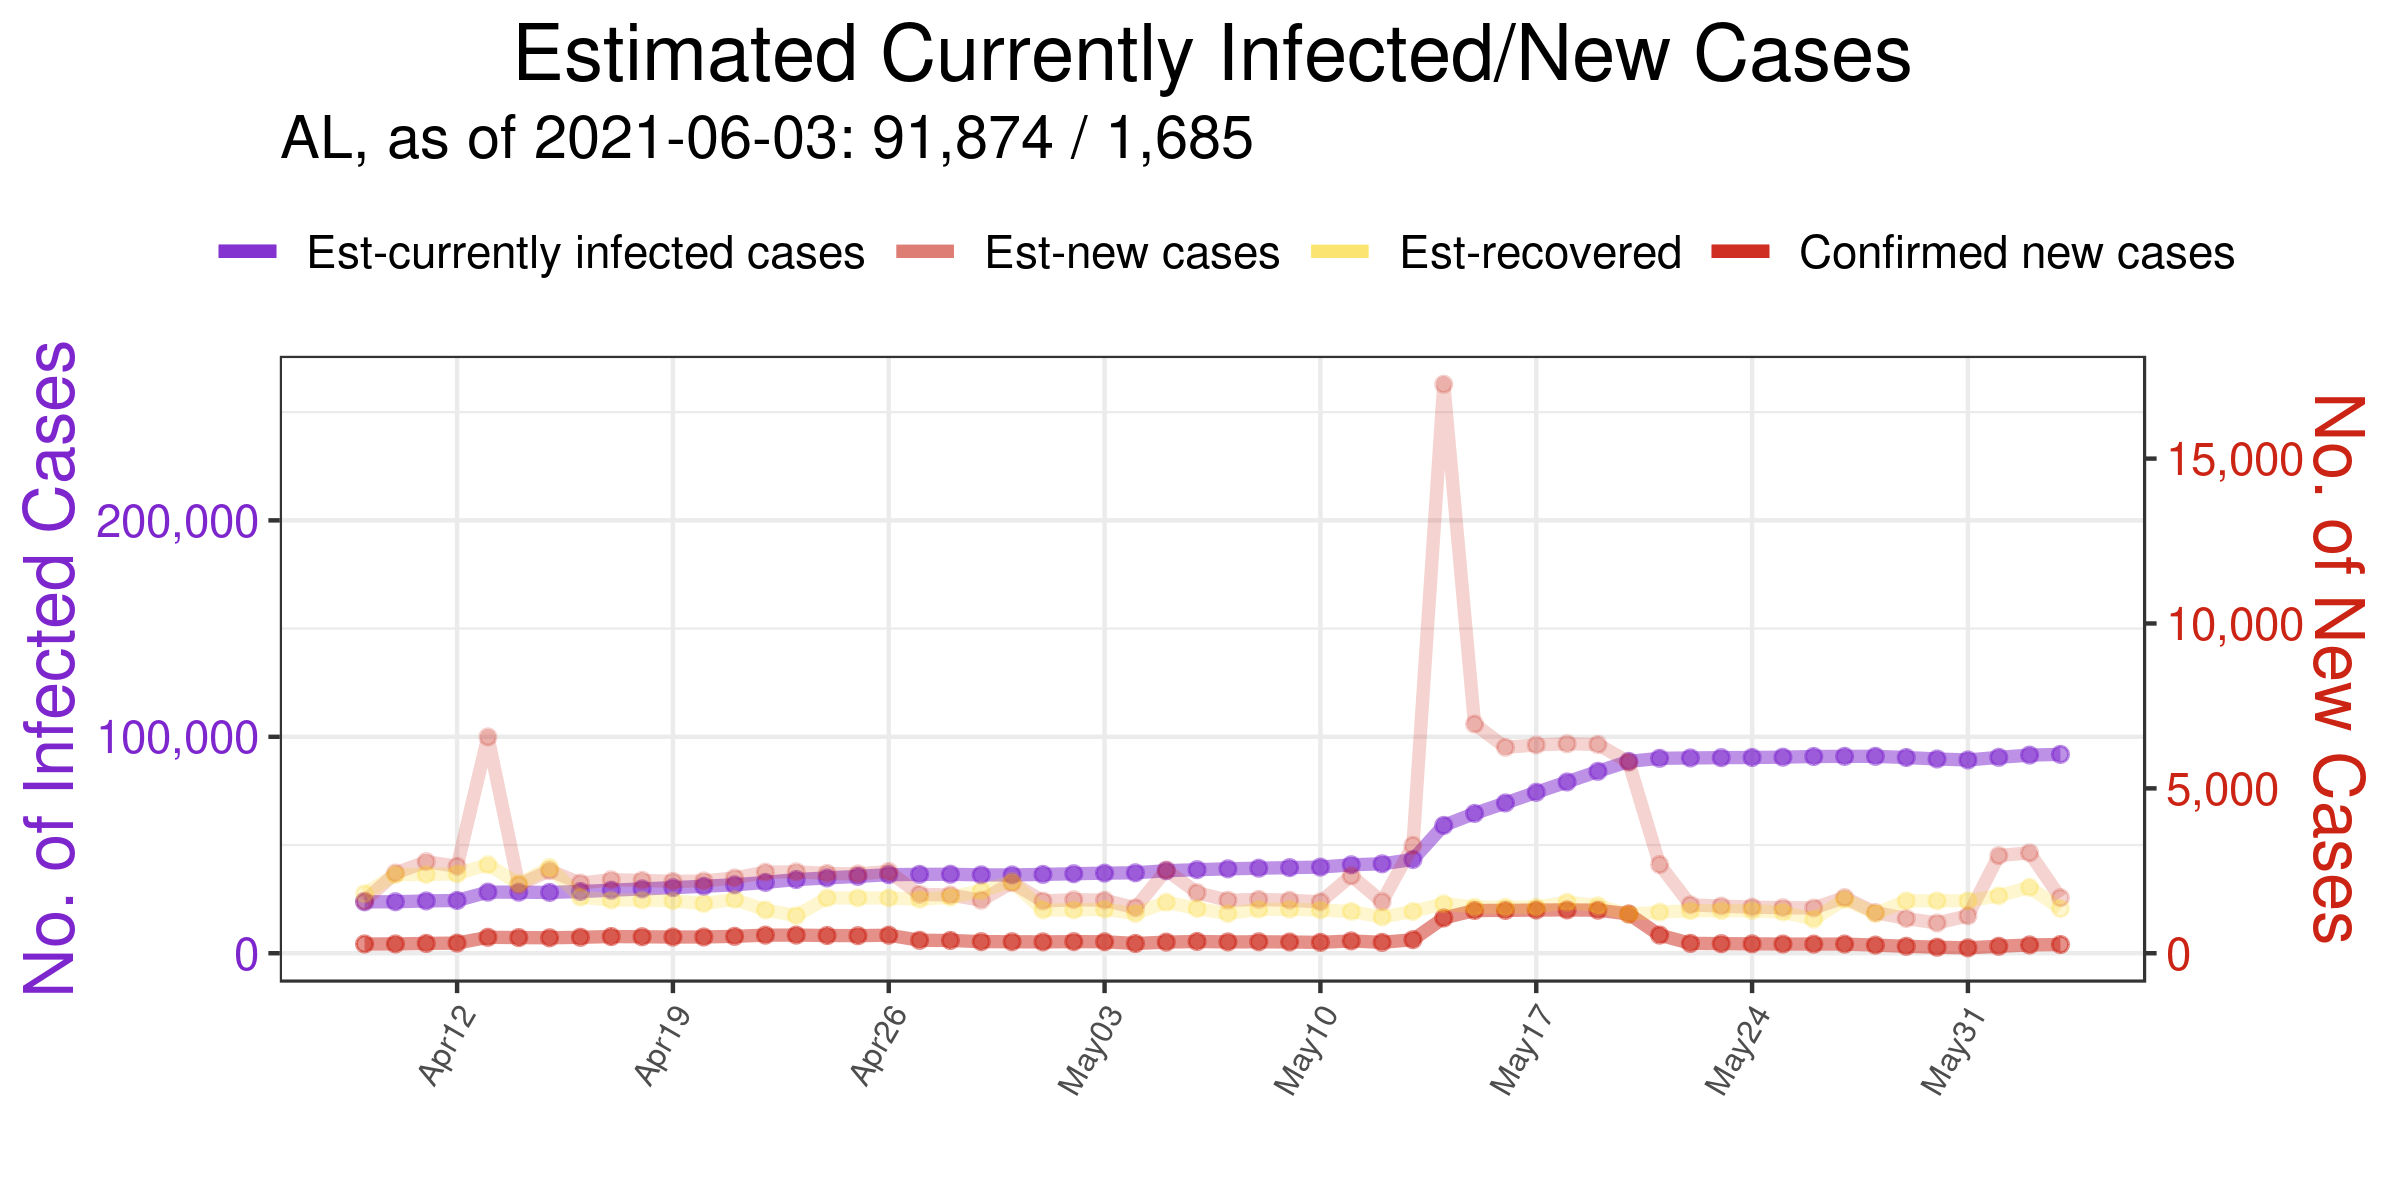 Estimated Currently Infected/New Cases
AL, as of 2021-06-03: 91,874 / 1,685
Est-currently infected cases Est-new cases Est-recovered Confirmed new cases
No. of Infected Cases
200,000
100,000
0
15,000
10,000
5,000
0
No. of New Cases
Apr12 Apr19 Apr26 May03 May10 May17 May24 May31